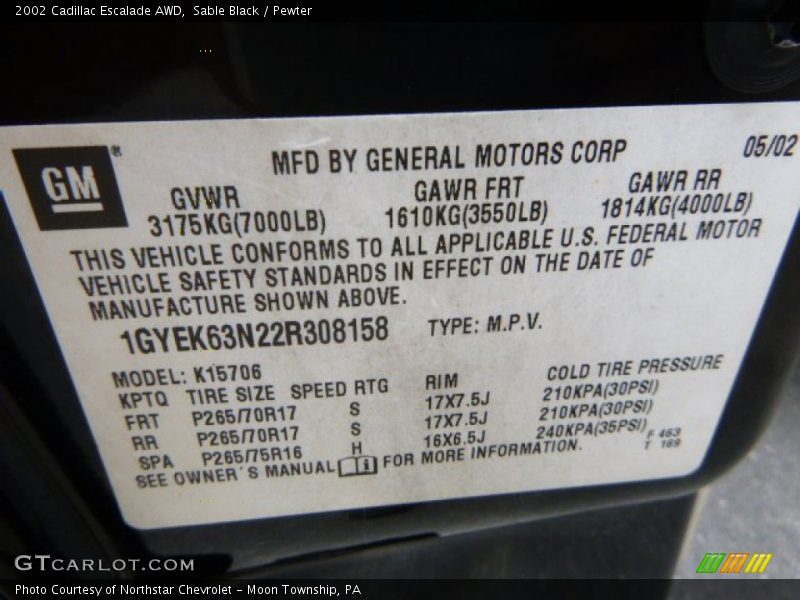 2002 Cadillac Escalade AWD, Sable Black / Pewter
GM®
MFD BY GENERAL MOTORS CORP 05/02
GVWR GAWR FRT GAWR RR
3175KG(7000LB) 1610KG(3550LB) 1814KG(4000LB)
THIS VEHICLE CONFORMS TO ALL APPLICABLE U.S. FEDERAL MOTOR
VEHICLE SAFETY STANDARDS IN EFFECT ON THE DATE OF
MANUFACTURE SHOWN ABOVE.
1GYEK63N22R308158 TYPE: M.P.V.
MODEL: K15706
KPTQ TIRE SIZE SPEED RTG RIM COLD TIRE PRESSURE
FRT P265/70R17 S 17X7.5J 210KPA(30PSI)
RR P265/70R17 S 17X7.5J 210KPA(30PSI)
SPA P265/75R16 H 16X6.5J 240KPA(35PSI)
F 463
T 169
SEE OWNER'S MANUAL FOR MORE INFORMATION.
GTCARLOT.COM
Photo Courtesy of Northstar Chevrolet - Moon Township, PA